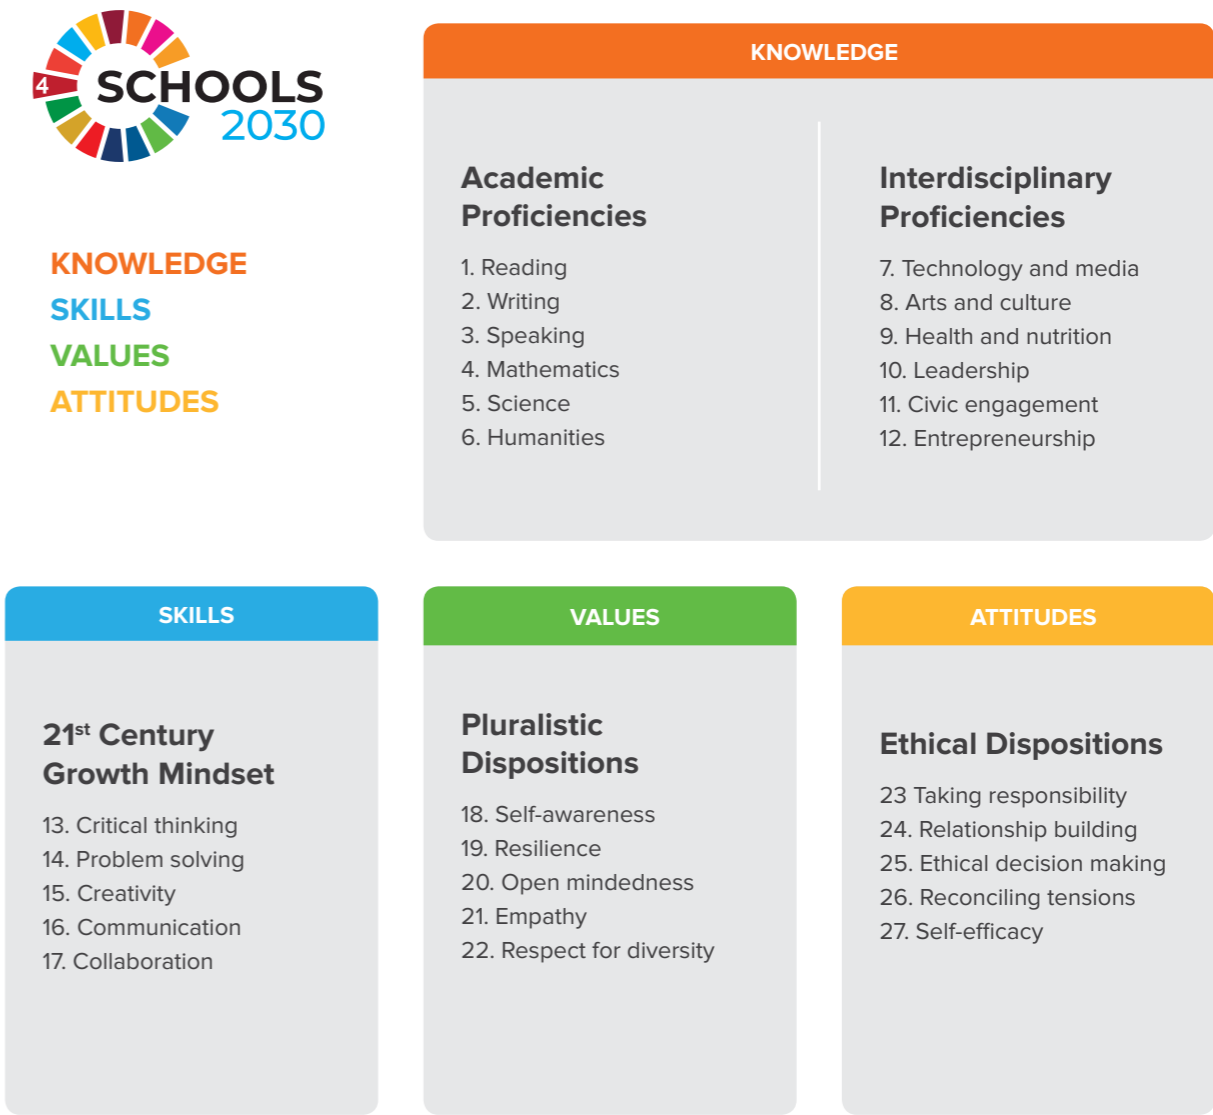 4
SCHOOLS
2030
KNOWLEDGE
SKILLS
VALUES
ATTITUDES
KNOWLEDGE
Academic
Proficiencies
1. Reading
2. Writing
3. Speaking
4. Mathematics
5. Science
6. Humanities
Interdisciplinary
Proficiencies
7. Technology and media
8. Arts and culture
9. Health and nutrition
10. Leadership
11. Civic engagement
12. Entrepreneurship
SKILLS
21st Century
Growth Mindset
13. Critical thinking
14. Problem solving
15. Creativity
16. Communication
17. Collaboration
VALUES
Pluralistic
Dispositions
18. Self-awareness
19. Resilience
20. Open mindedness
21. Empathy
22. Respect for diversity
ATTITUDES
Ethical Dispositions
23 Taking responsibility
24. Relationship building
25. Ethical decision making
26. Reconciling tensions
27. Self-efficacy